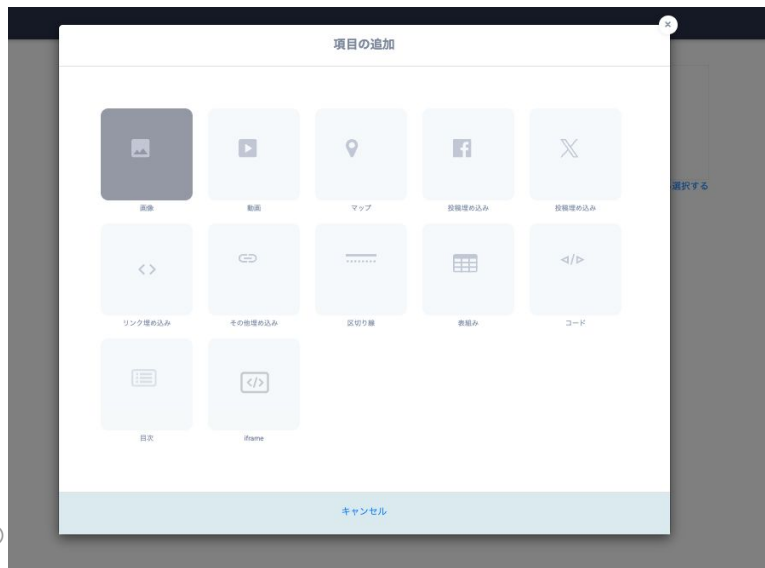 項目の追加
選択する
画像
動画
マップ
投稿埋め込み
投稿埋め込み
リンク埋め込み
その他埋め込み
区切り線
表組み
コード
目次
iframe
キャンセル